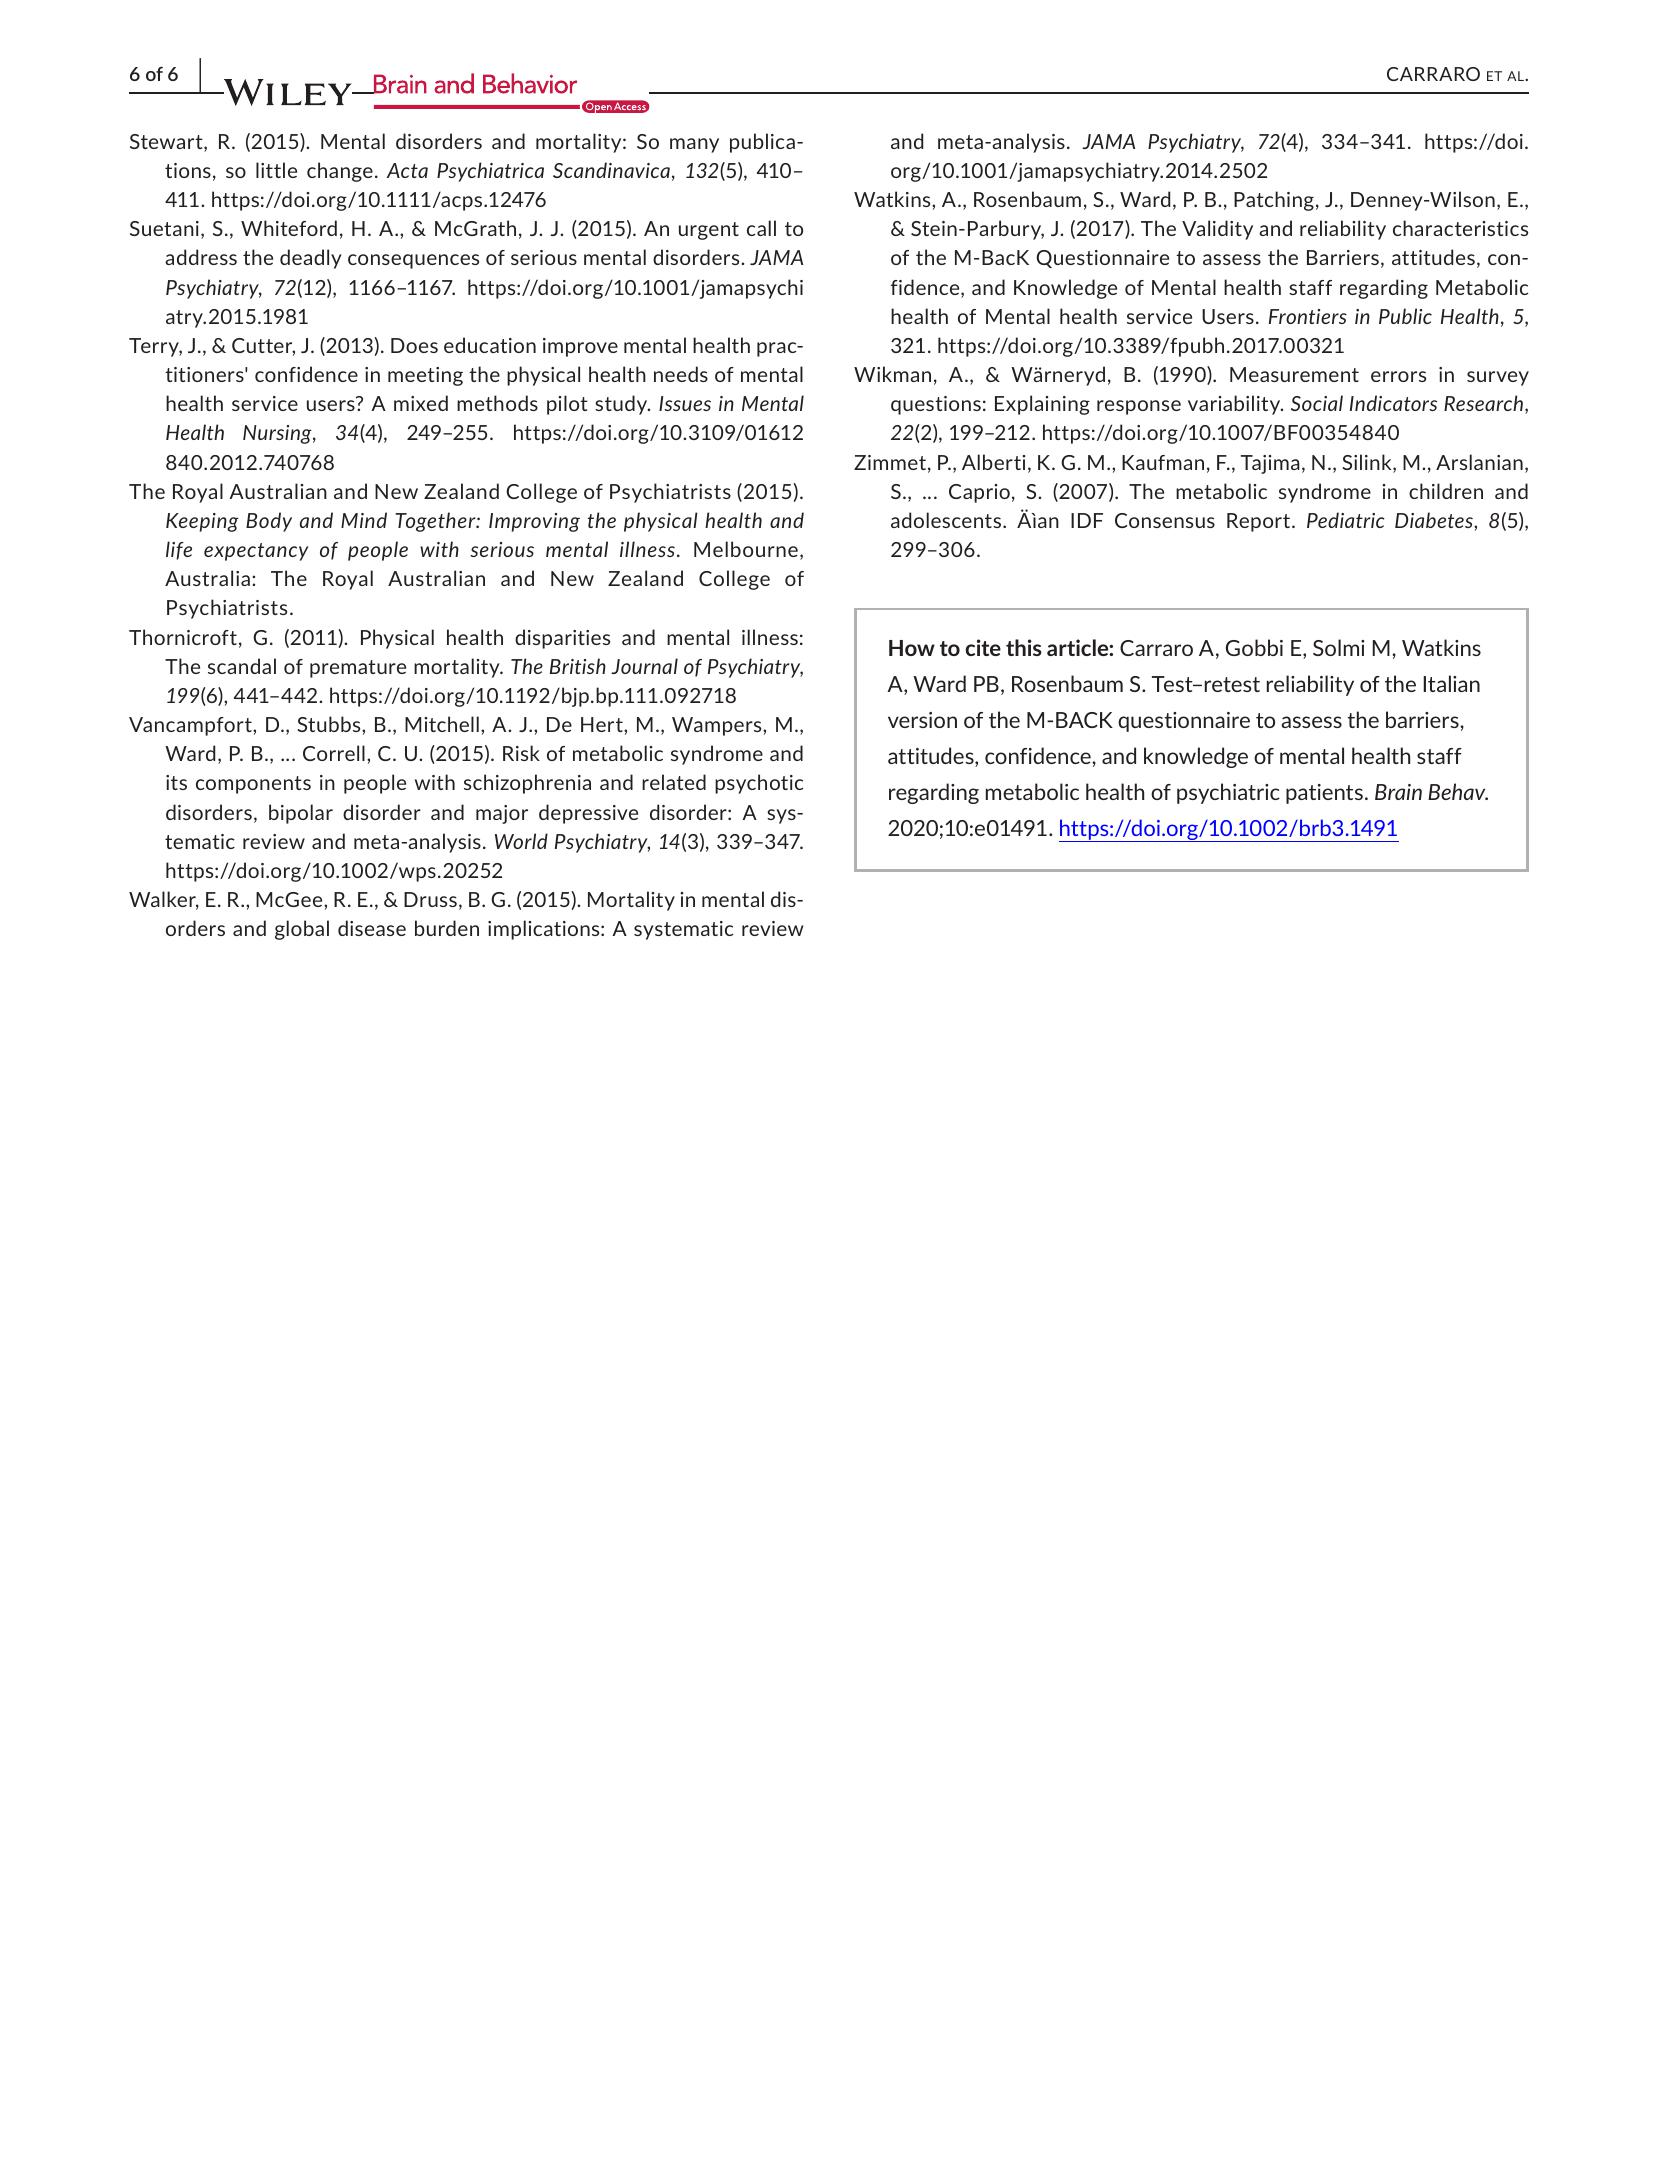 6 of 6
WILEY
Brain and Behavior
Open Access
CARRARO ET AL.
Stewart, R. (2015). Mental disorders and mortality: So many publica-
tions, so little change. Acta Psychiatrica Scandinavica, 132(5), 410–
411. https://doi.org/10.1111/acps.12476
Suetani, S., Whiteford, H. A., & McGrath, J. J. (2015). An urgent call to
address the deadly consequences of serious mental disorders. JAMA
Psychiatry, 72(12), 1166–1167. https://doi.org/10.1001/jamapsychi
atry.2015.1981
Terry, J., & Cutter, J. (2013). Does education improve mental health prac-
titioners' confidence in meeting the physical health needs of mental
health service users? A mixed methods pilot study. Issues in Mental
Health Nursing, 34(4), 249–255. https://doi.org/10.3109/01612
840.2012.740768
The Royal Australian and New Zealand College of Psychiatrists (2015).
Keeping Body and Mind Together: Improving the physical health and
life expectancy of people with serious mental illness. Melbourne,
Australia: The Royal Australian and New Zealand College of
Psychiatrists.
Thornicroft, G. (2011). Physical health disparities and mental illness:
The scandal of premature mortality. The British Journal of Psychiatry,
199(6), 441–442. https://doi.org/10.1192/bjp.bp.111.092718
Vancampfort, D., Stubbs, B., Mitchell, A. J., De Hert, M., Wampers, M.,
Ward, P. B., ... Correll, C. U. (2015). Risk of metabolic syndrome and
its components in people with schizophrenia and related psychotic
disorders, bipolar disorder and major depressive disorder: A sys-
tematic review and meta-analysis. World Psychiatry, 14(3), 339–347.
https://doi.org/10.1002/wps.20252
Walker, E. R., McGee, R. E., & Druss, B. G. (2015). Mortality in mental dis-
orders and global disease burden implications: A systematic review
and meta-analysis. JAMA Psychiatry, 72(4), 334–341. https://doi.
org/10.1001/jamapsychiatry.2014.2502
Watkins, A., Rosenbaum, S., Ward, P. B., Patching, J., Denney-Wilson, E.,
& Stein-Parbury, J. (2017). The Validity and reliability characteristics
of the M-BacK Questionnaire to assess the Barriers, attitudes, con-
fidence, and Knowledge of Mental health staff regarding Metabolic
health of Mental health service Users. Frontiers in Public Health, 5,
321. https://doi.org/10.3389/fpubh.2017.00321
Wikman, A., & Wärneryd, B. (1990). Measurement errors in survey
questions: Explaining response variability. Social Indicators Research,
22(2), 199–212. https://doi.org/10.1007/BF00354840
Zimmet, P., Alberti, K. G. M., Kaufman, F., Tajima, N., Silink, M., Arslanian,
S., ... Caprio, S. (2007). The metabolic syndrome in children and
adolescents. Äìan IDF Consensus Report. Pediatric Diabetes, 8(5),
299–306.
How to cite this article: Carraro A, Gobbi E, Solmi M, Watkins
A, Ward PB, Rosenbaum S. Test–retest reliability of the Italian
version of the M-BACK questionnaire to assess the barriers,
attitudes, confidence, and knowledge of mental health staff
regarding metabolic health of psychiatric patients. Brain Behav.
2020;10:e01491. https://doi.org/10.1002/brb3.1491